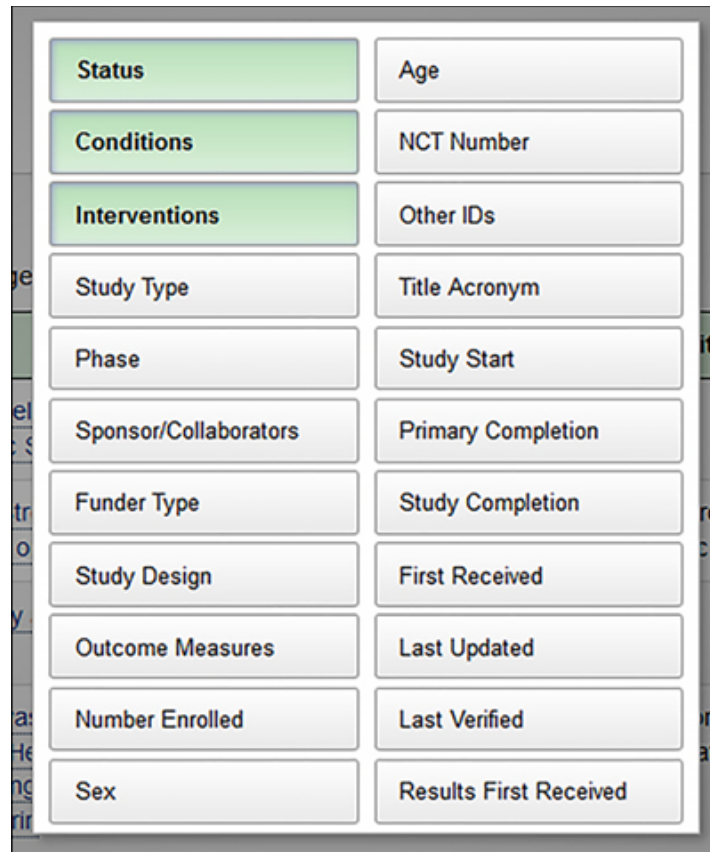 Status
Age
Conditions
NCT Number
Interventions
Other IDs
Study Type
Title Acronym
Phase
Study Start
Sponsor/Collaborators
Primary Completion
Funder Type
Study Completion
Study Design
First Received
Outcome Measures
Last Updated
Number Enrolled
Last Verified
Sex
Results First Received